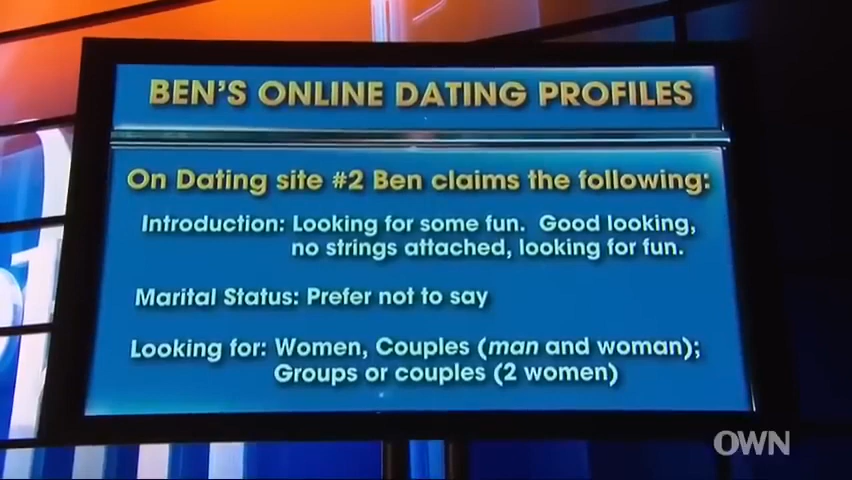 BEN'S ONLINE DATING PROFILES
On Dating site #2 Ben claims the following:
Introduction: Looking for some fun. Good looking,
no strings attached, looking for fun.
Marital Status: Prefer not to say
Looking for: Women, Couples (man and woman);
Groups or couples (2 women)
OWN